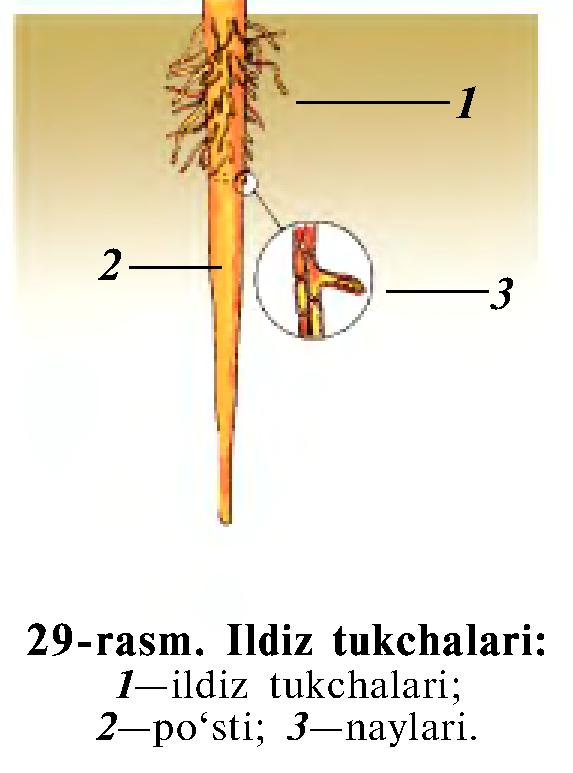 1
2
3
29-rasm. Ildiz tukchalari:
1—ildiz tukchalari;
2—po‘sti; 3—naylari.